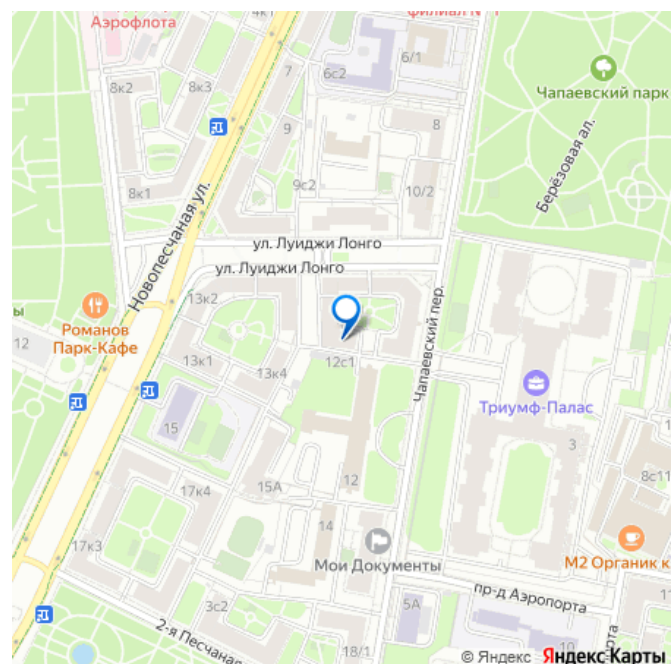 Аэрофлота
4к1
филиал № 1
6с2
6/1
7
8к2
8к3
Чапаевский парк
8
9
Берёзовая ал.
8к1
9с2
10/2
Новопесчаная ул.
ул. Луиджи Лонго
ул. Луиджи Лонго
13к2
Чапаевский пер.
Романов
Парк-Кафе
12
13к1
12с1
13к4
Триумф-Палас
15
3
8с11
12
15А
17к4
14
17к3
Мои Документы
М2 Органик к
пр-д Аэропорта
3с2
5А
11
2-я Песчаная
18/1
10
© Яндекс Яндекс Карты